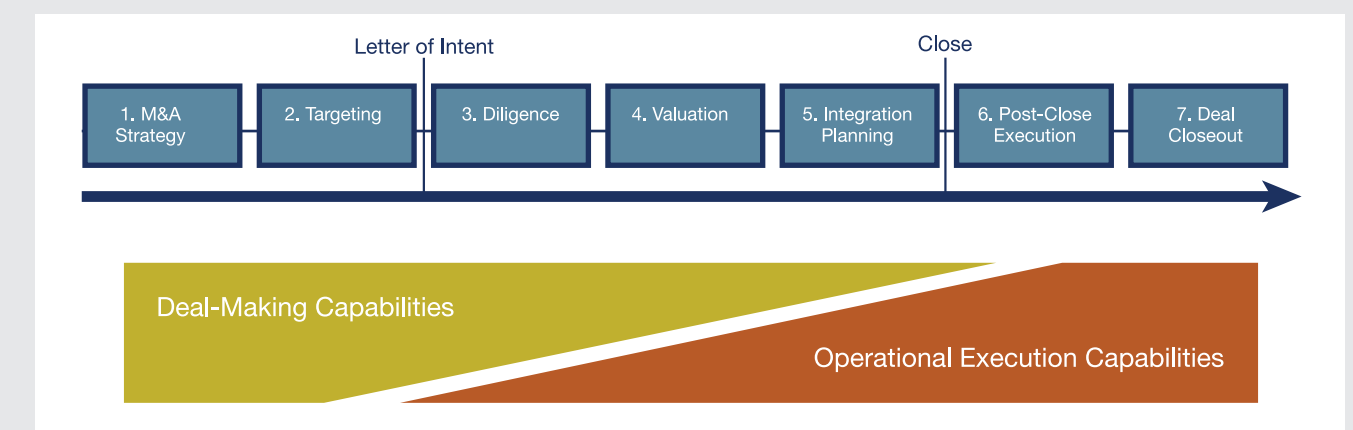 Letter of Intent
Close
1. M&A
Strategy
2. Targeting
3. Diligence
4. Valuation
5. Integration
Planning
6. Post-Close
Execution
7. Deal
Closeout
Deal-Making Capabilities
Operational Execution Capabilities